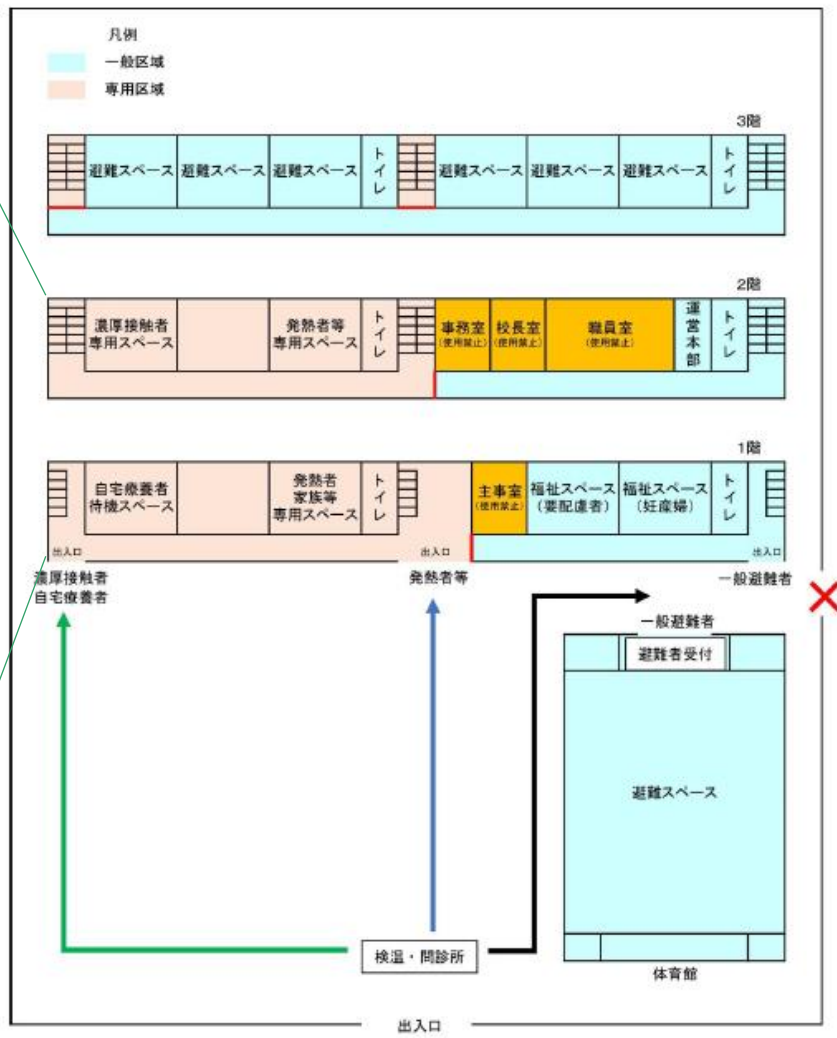 凡例
一般区域
専用区域
3階
避難スペース
避難スペース
避難スペース
トイレ
避難スペース
避難スペース
避難スペース
トイレ
2階
濃厚接触者
専用スペース
発熱者等
専用スペース
トイレ
事務室
(使用禁止)
校長室
(使用禁止)
職員室
(使用禁止)
運営本部
トイレ
1階
自宅療養者
待機スペース
発熱者
家族等
専用スペース
トイレ
主事室
(使用禁止)
福祉スペース
(要配慮者)
福祉スペース
(妊産婦)
トイレ
出入口
出入口
出入口
濃厚接触者
自宅療養者
発熱者等
一般避難者
一般避難者
避難者受付
避難スペース
検温・問診所
体育館
出入口